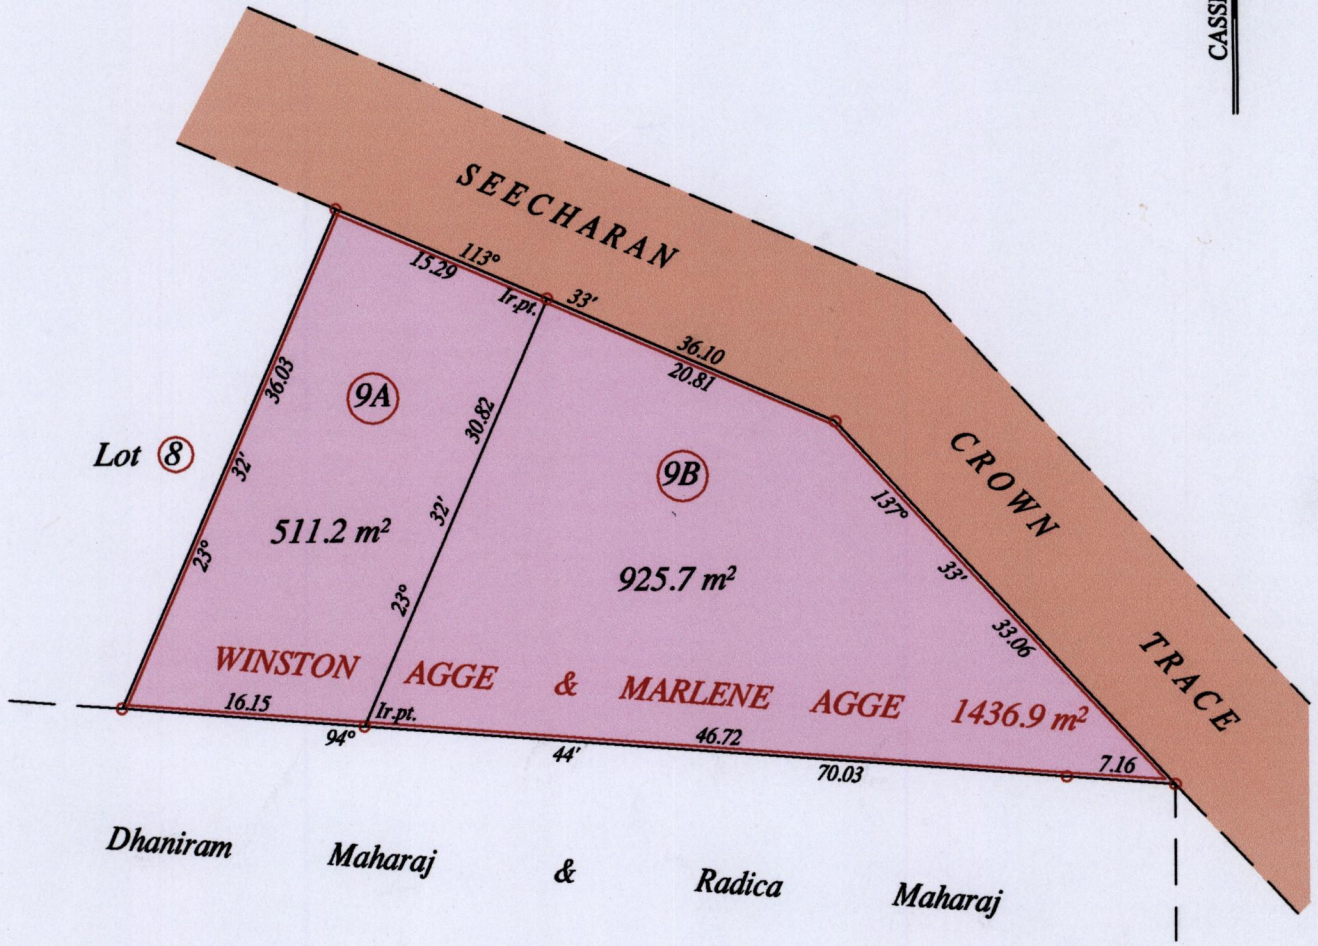 SEECHARAN
CROWN
TRACE
113°
15.29
Ir.pt.
33'
36.10
20.81
36.03
32'
23°
9A
30.82
32'
23°
Lot 8
9B
137°
33'
33.06
511.2 m²
925.7 m²
WINSTON AGGE & MARLENE AGGE 1436.9 m²
16.15
Ir.pt.
94°
44'
46.72
70.03
7.16
Dhaniram Maharaj & Radica Maharaj